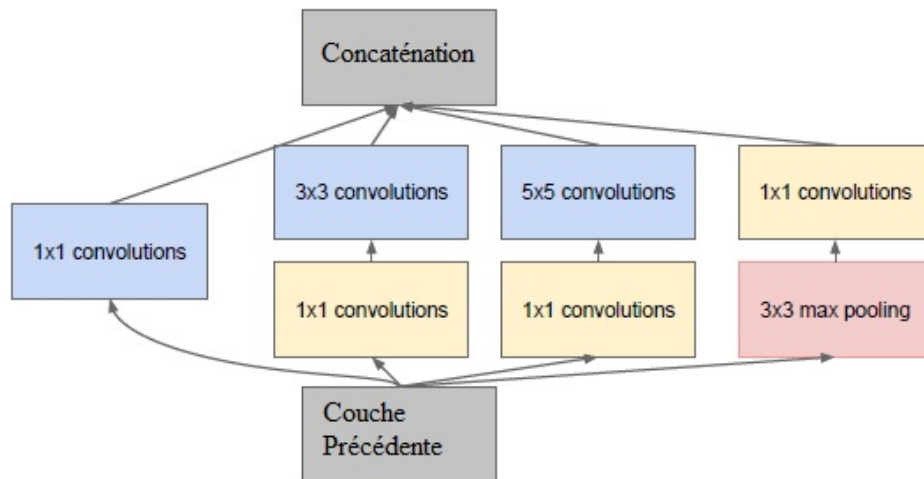 Concaténation
3x3 convolutions
5x5 convolutions
1x1 convolutions
1x1 convolutions
1x1 convolutions
1x1 convolutions
3x3 max pooling
Couche
Précédente